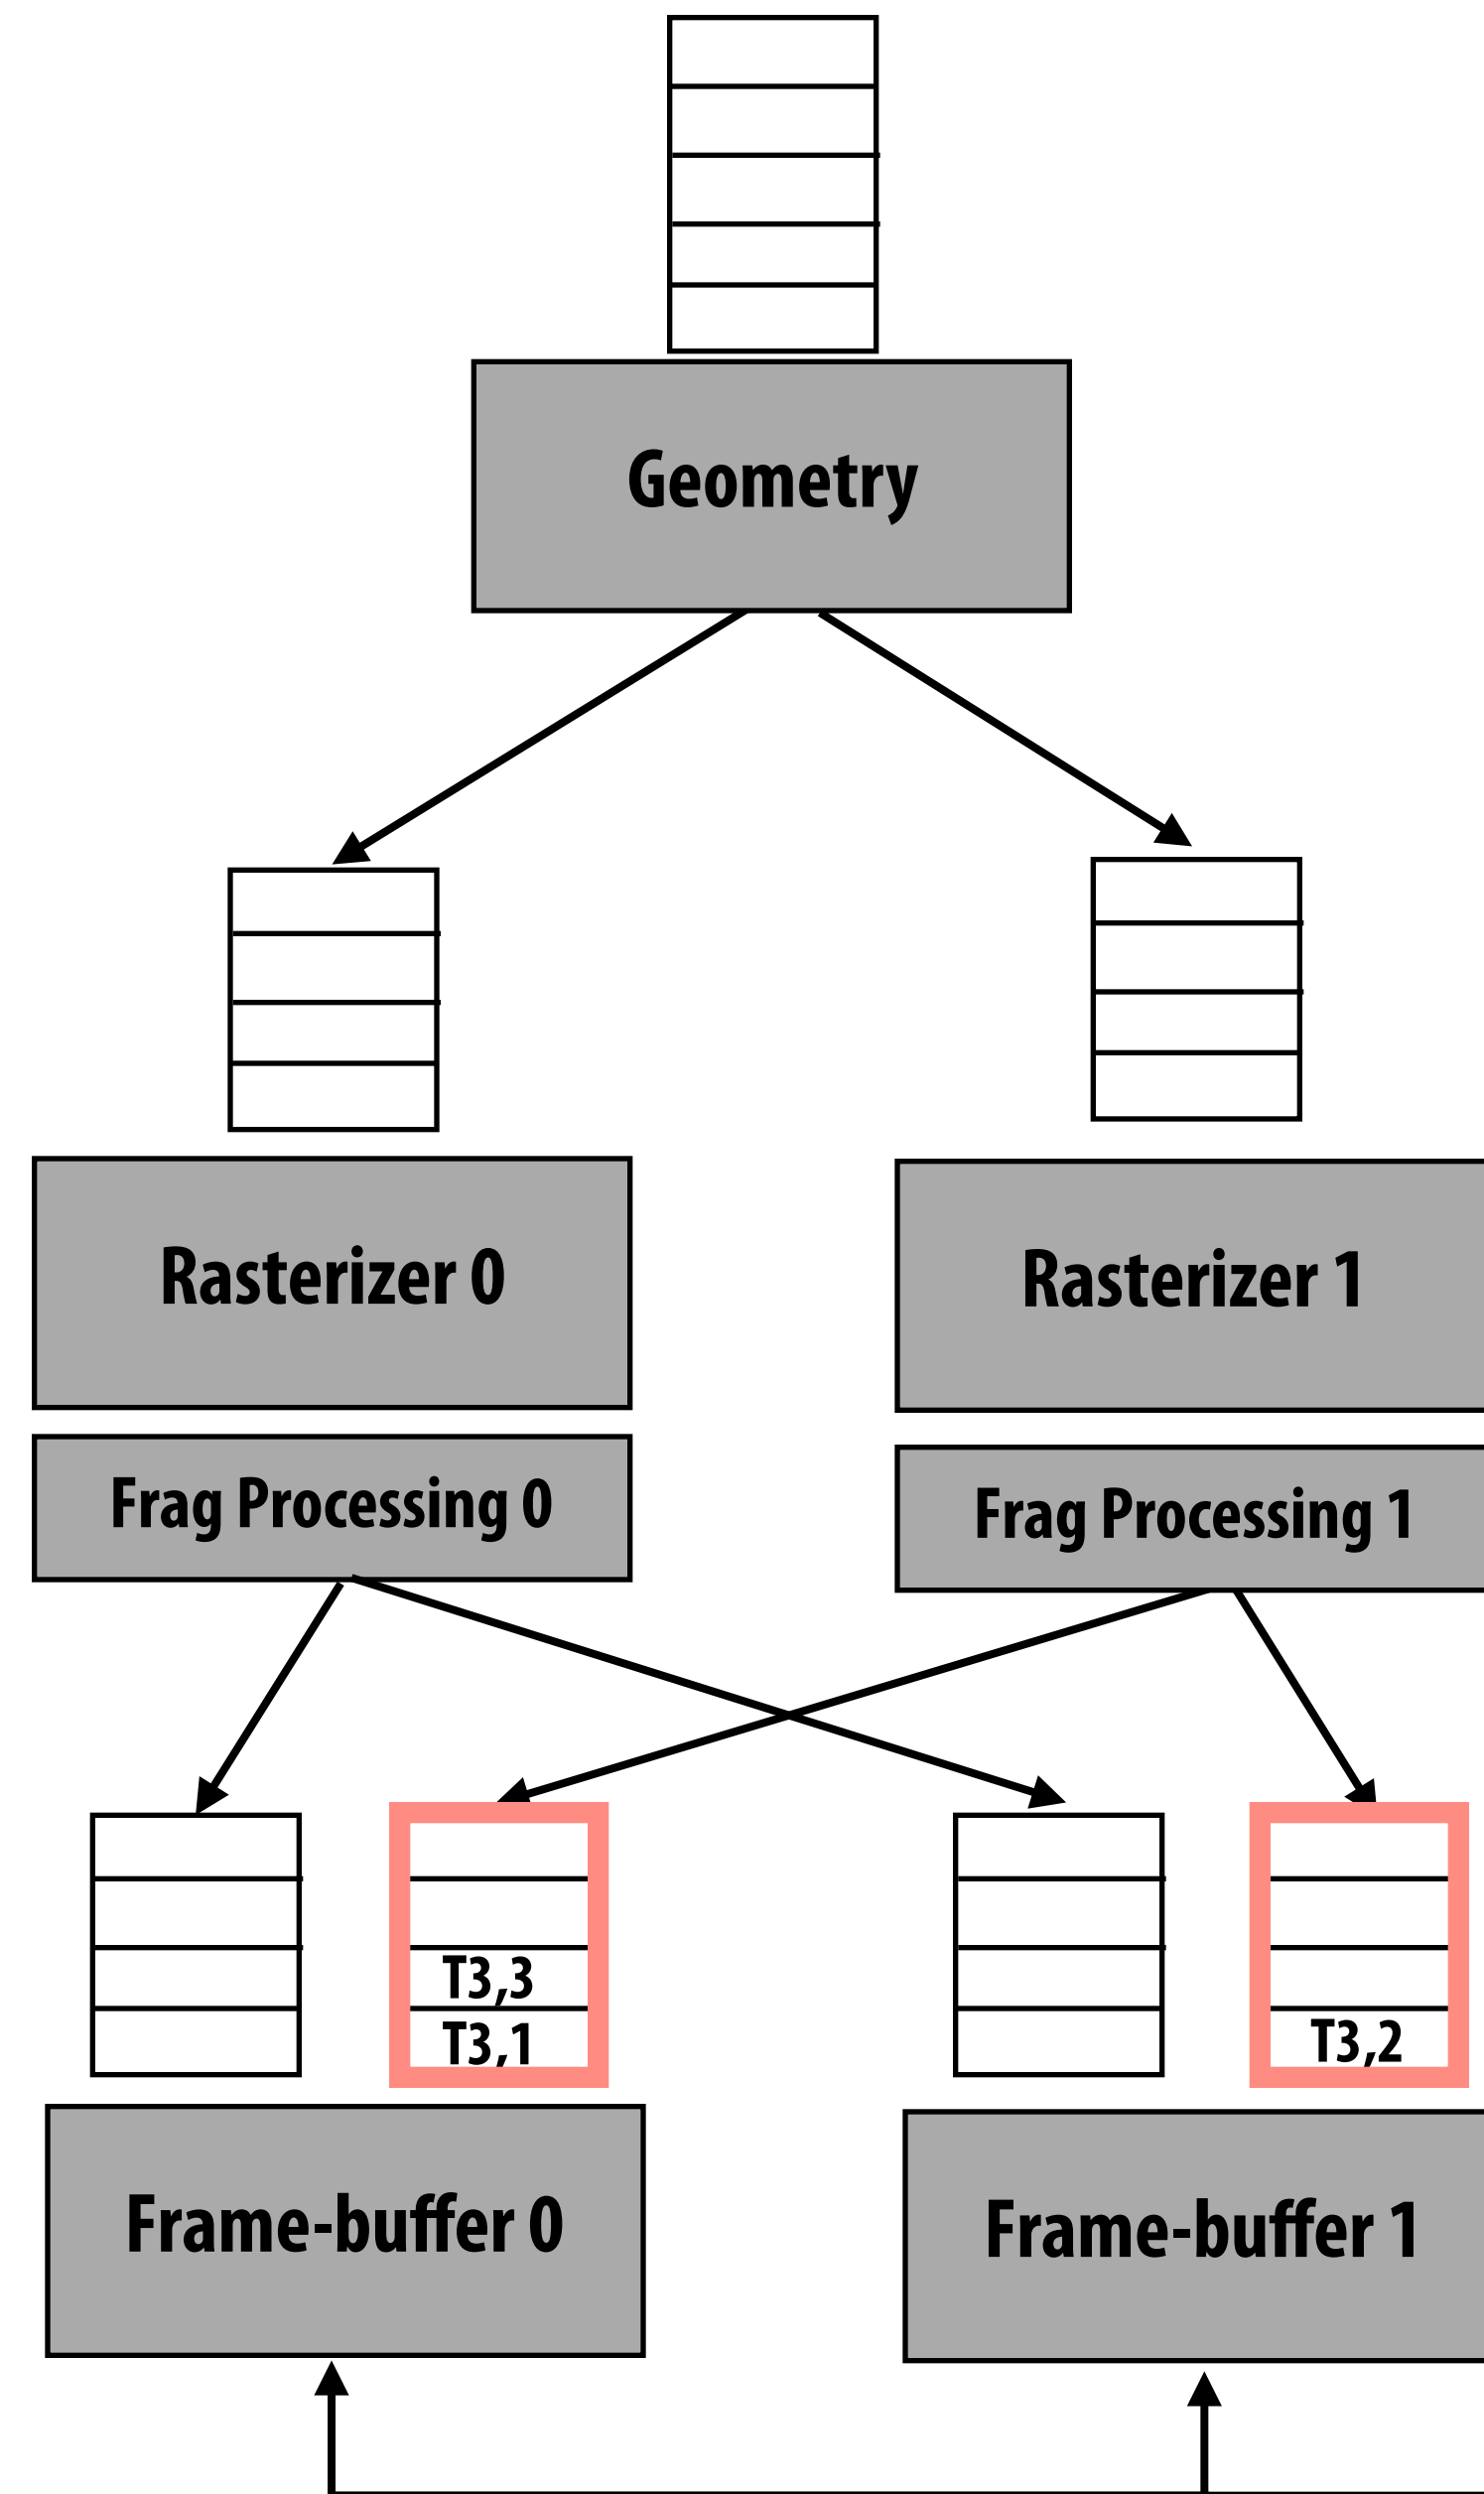 Geometry
Rasterizer 0
Rasterizer 1
Frag Processing 0
Frag Processing 1
T3,3
T3,1
T3,2
Frame-buffer 0
Frame-buffer 1